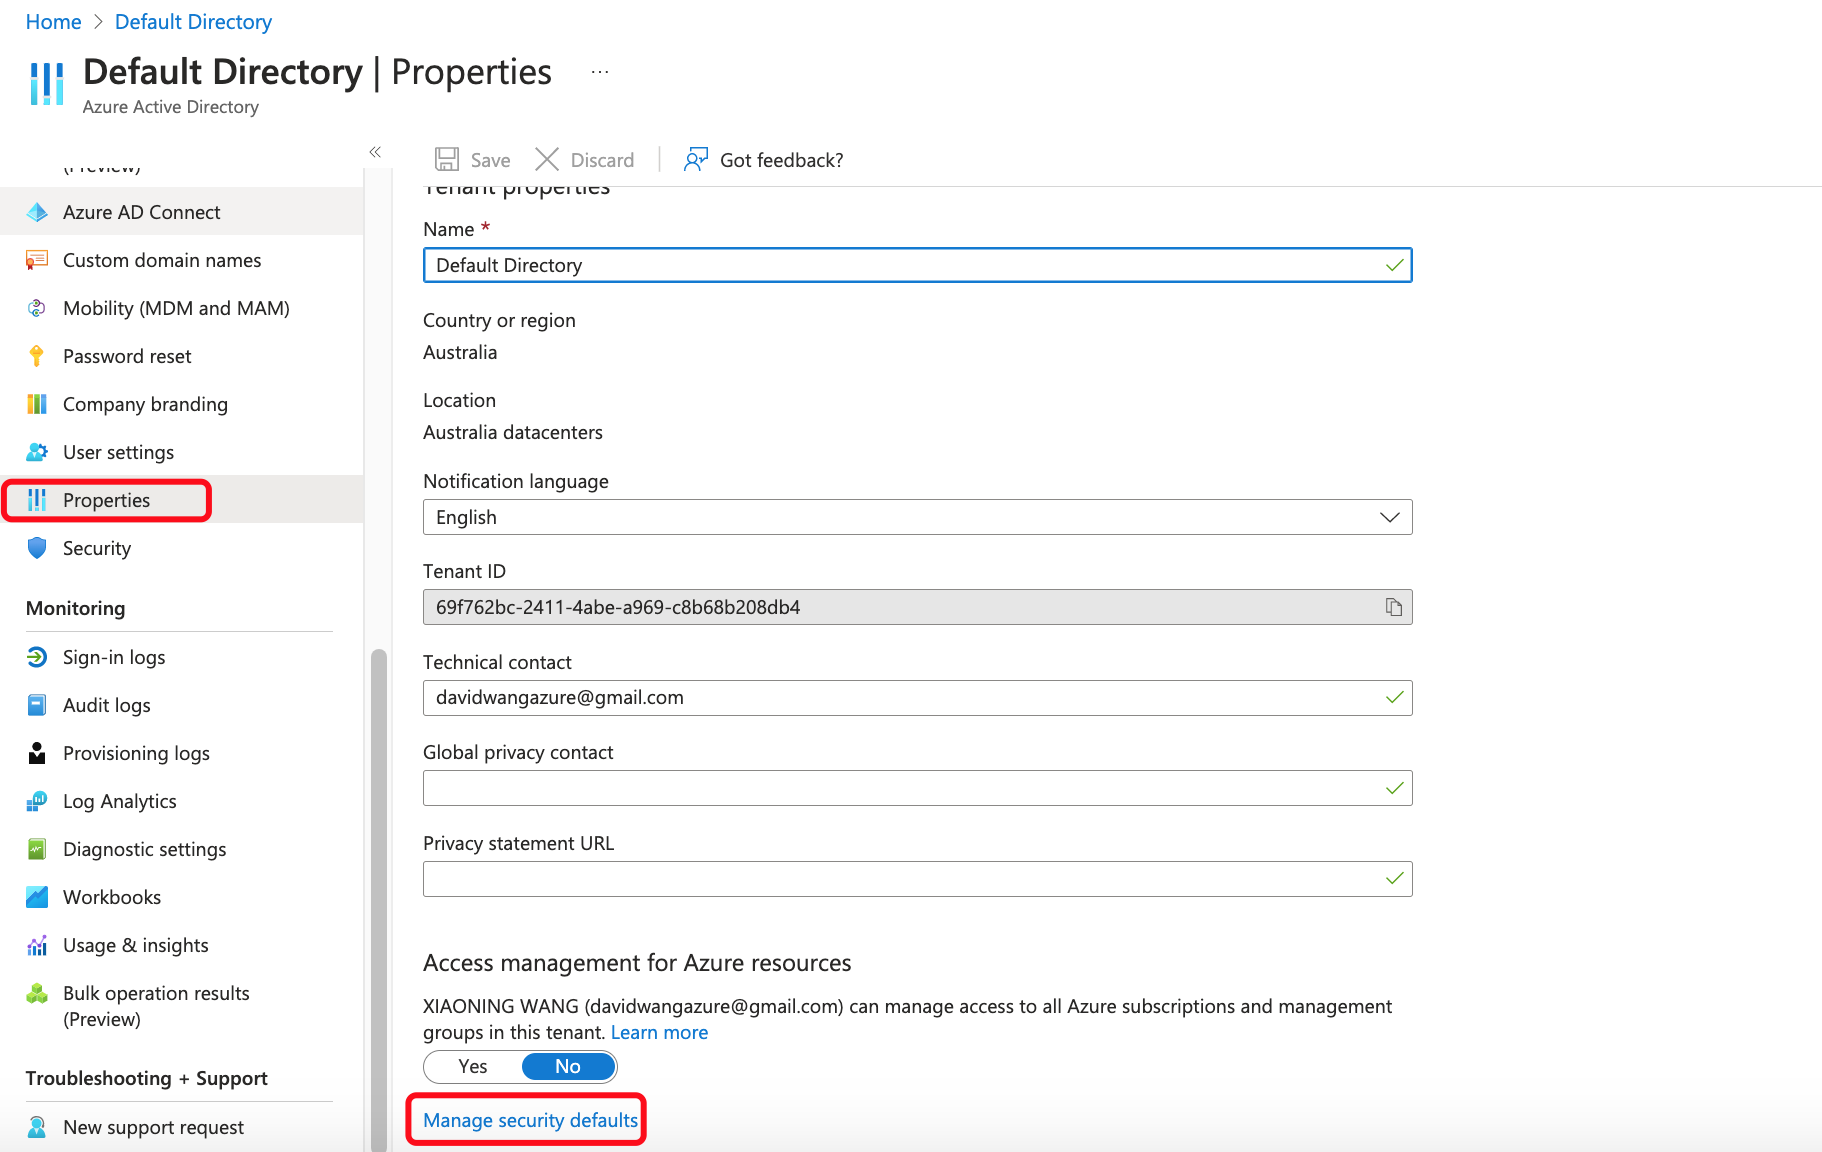 Home > Default Directory
Default Directory | Properties ...
Azure Active Directory
«
(Preview)
Azure AD Connect
Custom domain names
Mobility (MDM and MAM)
Password reset
Company branding
User settings
Properties
Security
Monitoring
Sign-in logs
Audit logs
Provisioning logs
Log Analytics
Diagnostic settings
Workbooks
Usage & insights
Bulk operation results
(Preview)
Troubleshooting + Support
New support request
Save Discard | Got feedback?
Tenant properties
Name *
Default Directory
Country or region
Australia
Location
Australia datacenters
Notification language
English
Tenant ID
69f762bc-2411-4abe-a969-c8b68b208db4
Technical contact
davidwangazure@gmail.com
Global privacy contact
Privacy statement URL
Access management for Azure resources
XIAONING WANG (davidwangazure@gmail.com) can manage access to all Azure subscriptions and management
groups in this tenant. Learn more
Yes No
Manage security defaults